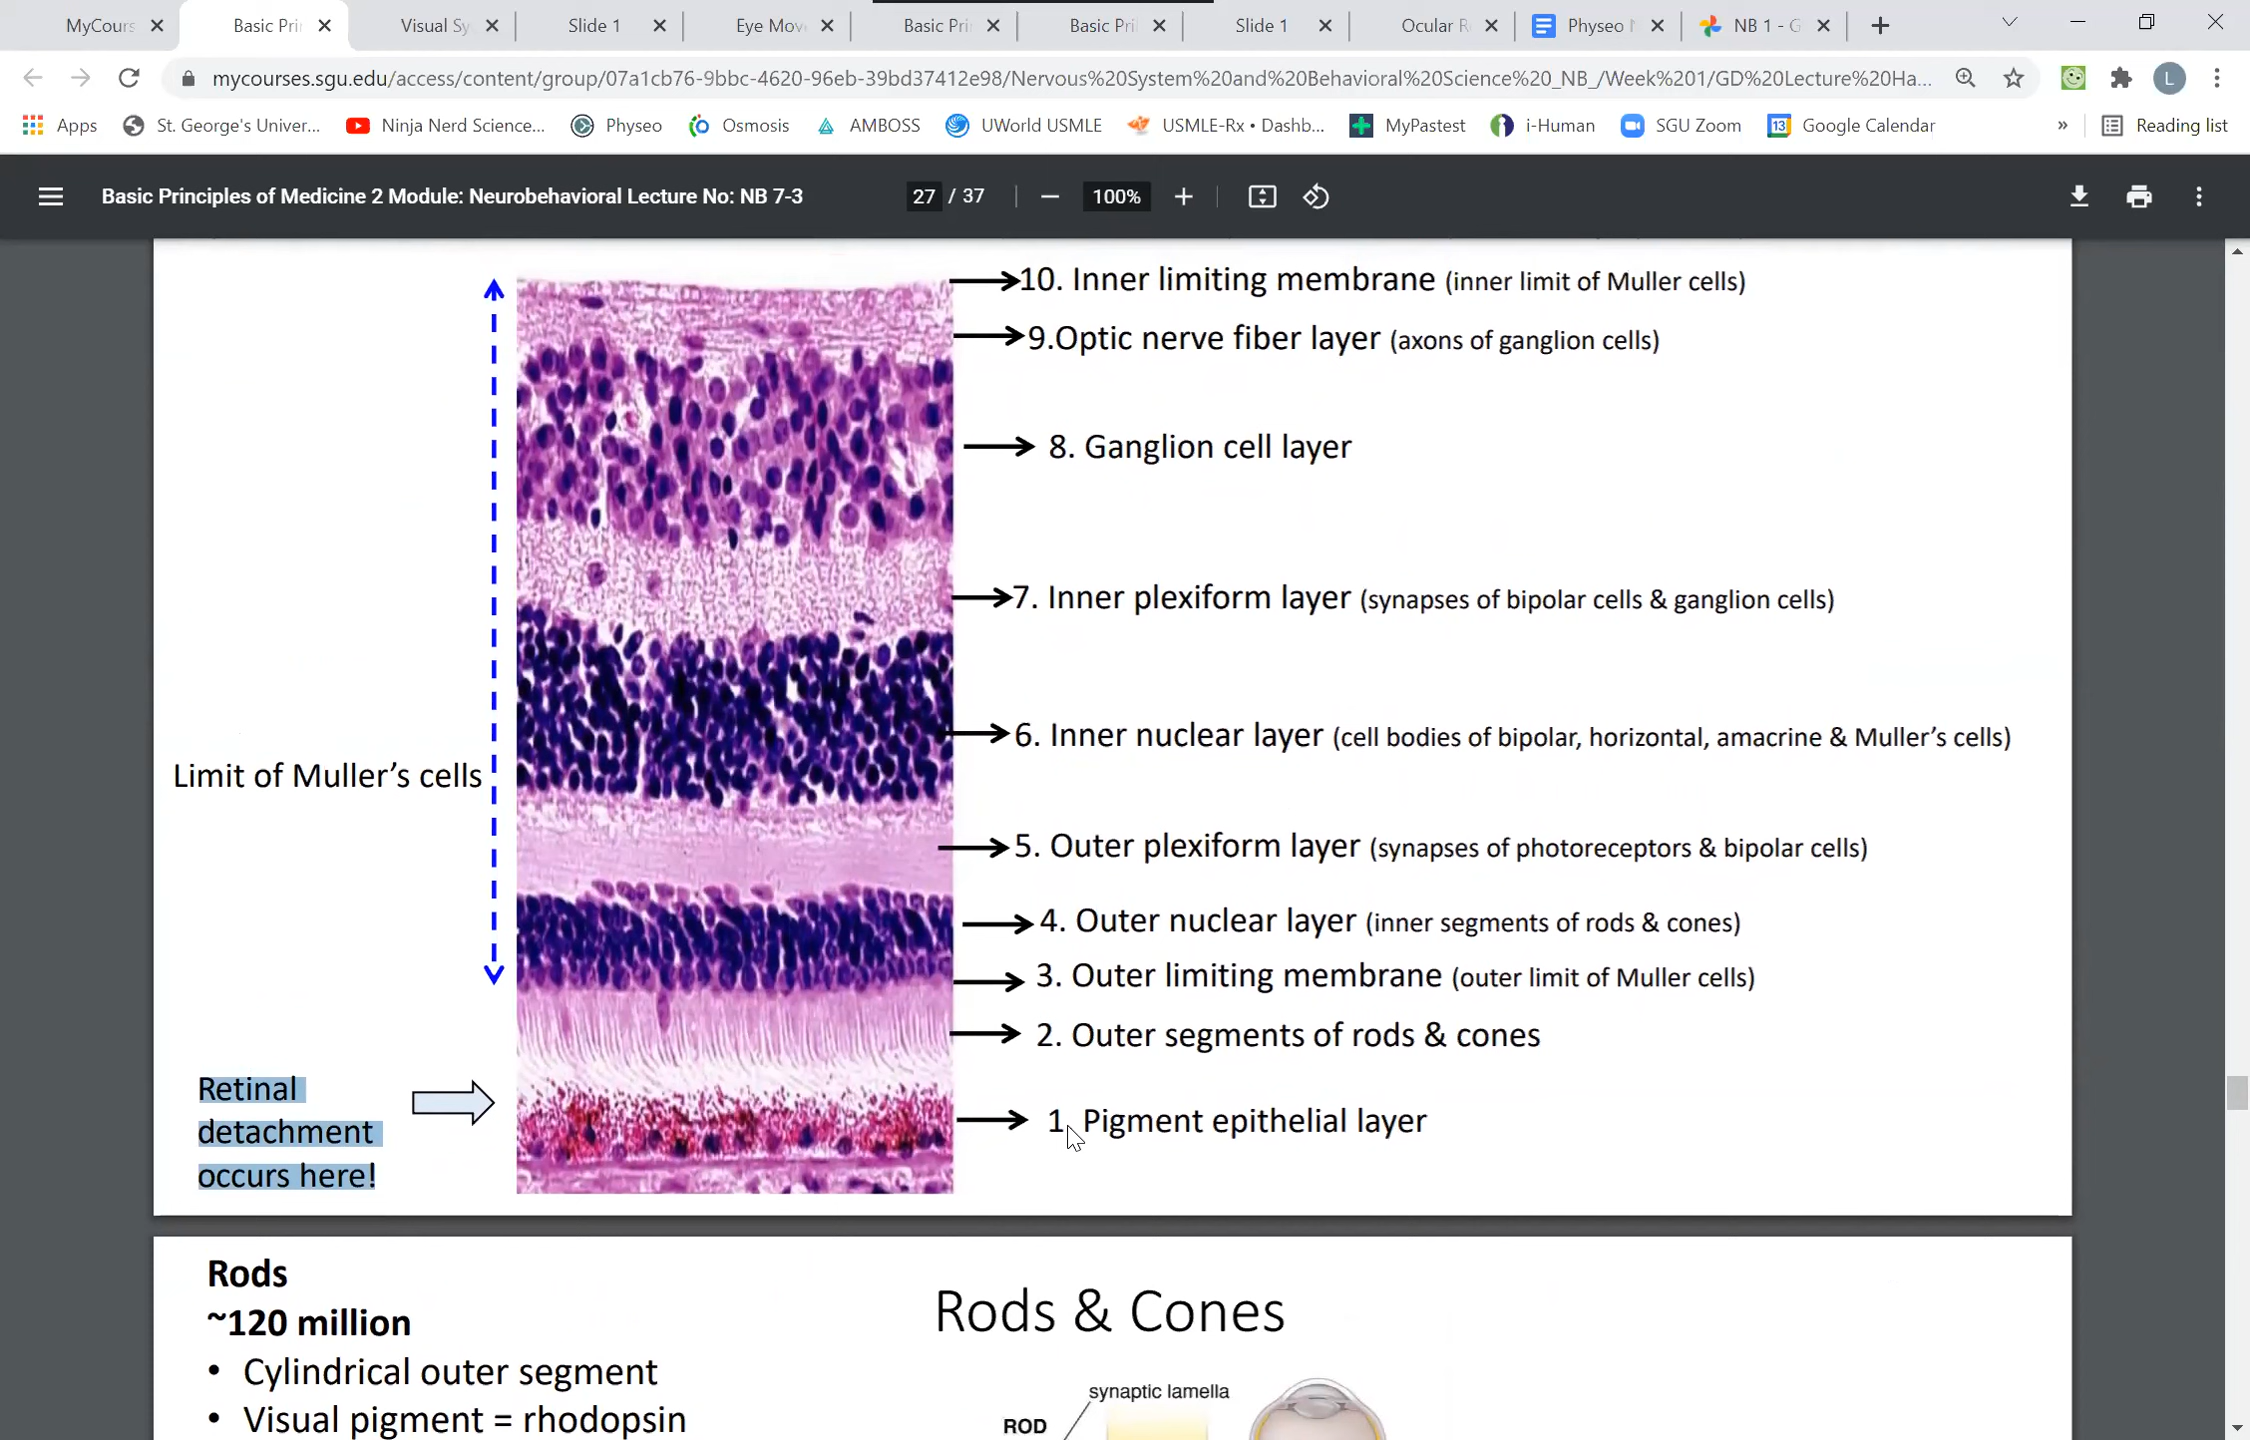 MyCours
Basic Pri
Visual Sy
Slide 1
Eye Mov
Basic Pri
Basic Pri
Slide 1
Ocular R
Physeo N
NB 1 - G
mycourses.sgu.edu/access/content/group/07a1cb76-9bbc-4620-96eb-39bd37412e98/Nervous%20System%20and%20Behavioral%20Science%20_NB_/Week%201/GD%20Lecture%20Ha...
L
Apps
St. George's Univer...
Ninja Nerd Science...
Physeo
Osmosis
AMBOSS
UWorld USMLE
USMLE-Rx • Dashb...
MyPastest
i-Human
SGU Zoom
13
Google Calendar
»
Reading list
Basic Principles of Medicine 2 Module: Neurobehavioral Lecture No: NB 7-3
27 / 37
100%
10. Inner limiting membrane (inner limit of Muller cells)
9.Optic nerve fiber layer (axons of ganglion cells)
8. Ganglion cell layer
7. Inner plexiform layer (synapses of bipolar cells & ganglion cells)
6. Inner nuclear layer (cell bodies of bipolar, horizontal, amacrine & Muller’s cells)
Limit of Muller’s cells
5. Outer plexiform layer (synapses of photoreceptors & bipolar cells)
4. Outer nuclear layer (inner segments of rods & cones)
3. Outer limiting membrane (outer limit of Muller cells)
2. Outer segments of rods & cones
Retinal
detachment
occurs here!
1. Pigment epithelial layer
Rods
~120 million
• Cylindrical outer segment
• Visual pigment = rhodopsin
Rods & Cones
synaptic lamella
ROD